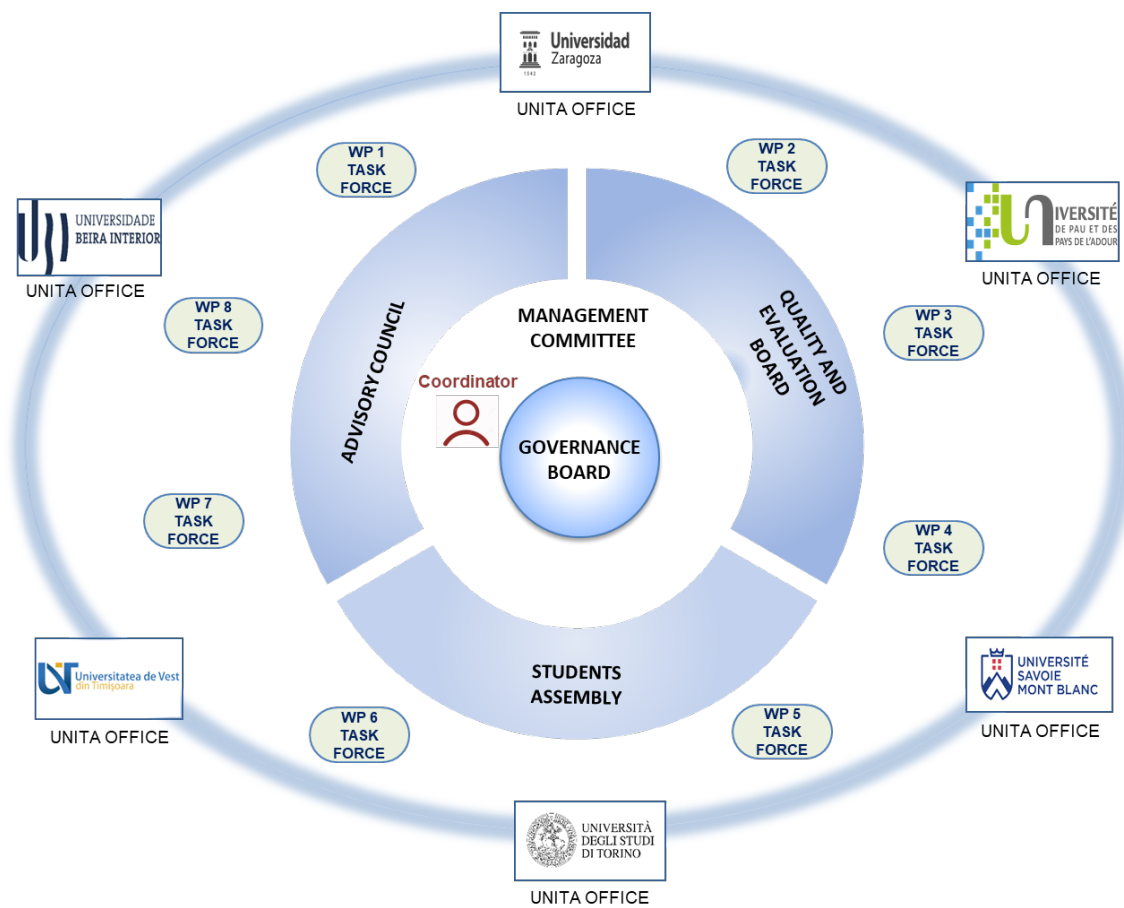 Universidad
Zaragoza
1542
UNITA OFFICE
WP 1
TASK
FORCE
WP 2
TASK
FORCE
UNIVERSIDADE
BEIRA INTERIOR
UNITA OFFICE
UNIVERSITÉ
DE PAU ET DES
PAYS DE L'ADOUR
UNITA OFFICE
WP 8
TASK
FORCE
WP 3
TASK
FORCE
ADVISORY COUNCIL
MANAGEMENT
COMMITTEE
QUALITY AND
EVALUATION
BOARD
Coordinator
GOVERNANCE
BOARD
WP 7
TASK
FORCE
WP 4
TASK
FORCE
STUDENTS
ASSEMBLY
Universitatea de Vest
din Timișoara
UNITA OFFICE
UNIVERSITÉ
SAVOIE
MONT BLANC
UNITA OFFICE
WP 6
TASK
FORCE
WP 5
TASK
FORCE
UNIVERSITÀ
DEGLI STUDI
DI TORINO
UNITA OFFICE